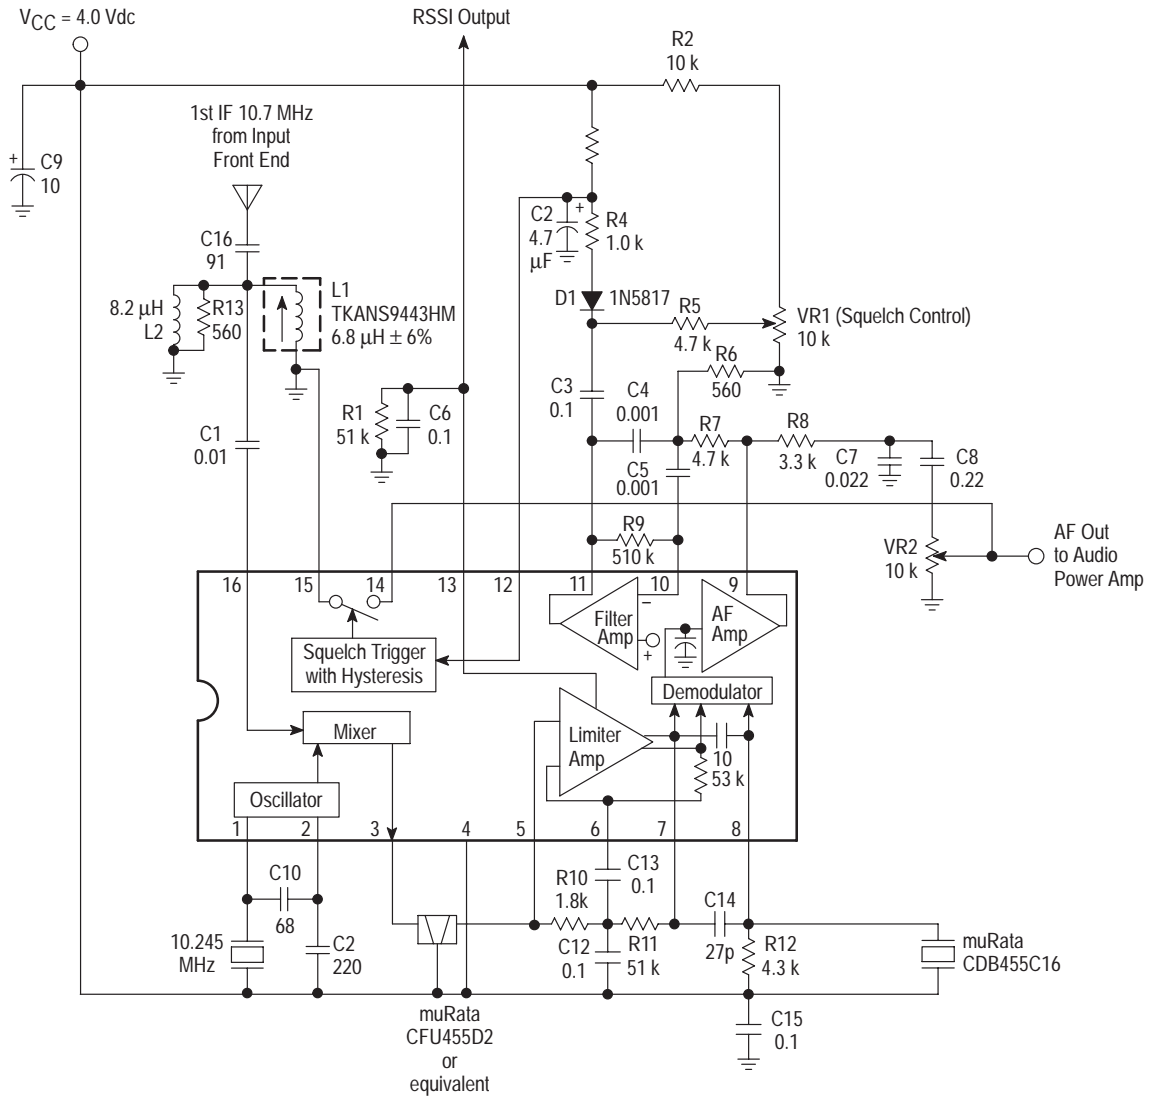 VCC = 4.0 Vdc
RSSI Output
R2
10 k
1st IF 10.7 MHz
from Input
Front End
+
C9
10
C16
91
C2
4.7
µF
+
R4
1.0 k
8.2 µH
L2
R13
560
L1
TKANS9443HM
6.8 µH ± 6%
D1
1N5817
R5
4.7 k
VR1 (Squelch Control)
10 k
R6
560
C3
0.1
C4
0.001
R1
51 k
C6
0.1
C1
0.01
R7
4.7 k
R8
3.3 k
C5
0.001
C7
0.022
C8
0.22
R9
510 k
VR2
10 k
AF Out
to Audio
Power Amp
16
15
14
13
12
11
10
9
Filter
Amp
–
+
AF
Amp
Squelch Trigger
with Hysteresis
Demodulator
Mixer
Limiter
Amp
10
53 k
Oscillator
1
2
3
4
5
6
7
8
C10
68
C13
0.1
R10
1.8k
C14
27p
10.245
MHz
C2
220
C12
0.1
R11
51 k
R12
4.3 k
muRata
CDB455C16
muRata
CFU455D2
or
equivalent
C15
0.1